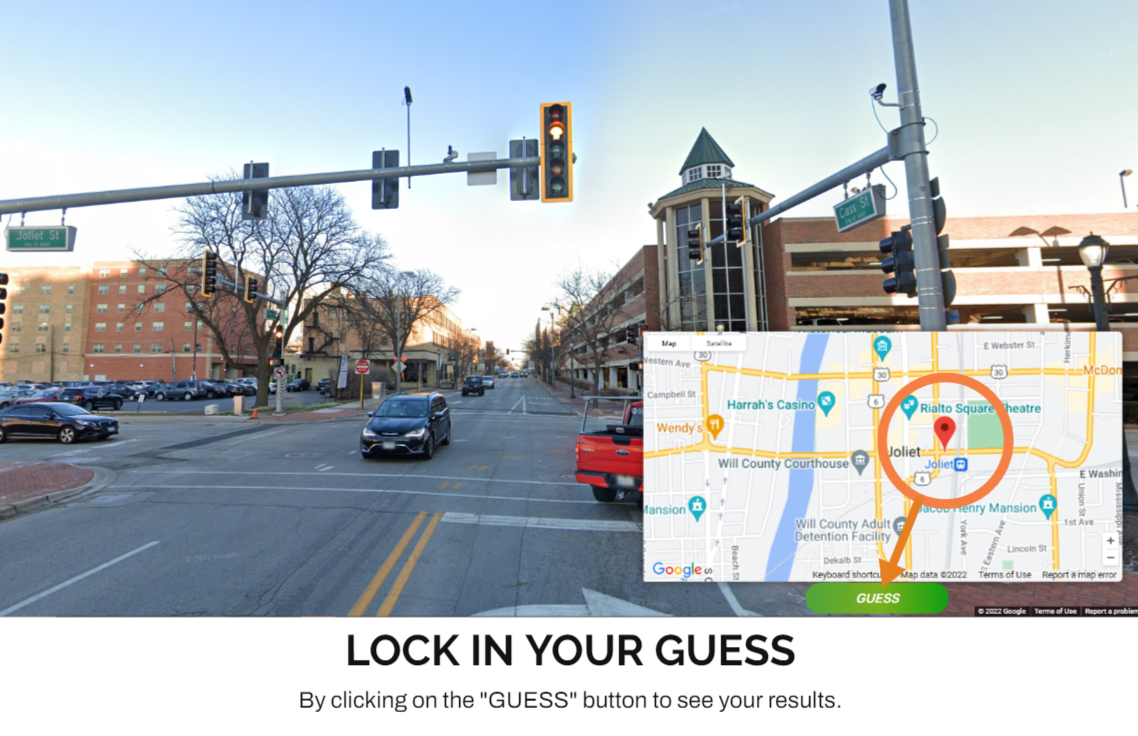 Joliet St
Cass St
Map
Satellite
30
Western Ave
E Webster St
30
30
McDon
Campbell St
6
Harrah's Casino
Rialto Square Theatre
Wendy's
Joliet
Will County Courthouse
Joliet
6
E Washin
Mansion
Jacob Henry Mansion
Union St
Mississippi
1st Ave
Will County Adult
Detention Facility
York Ave
Eastern Ave
Lincoln St
Beach St
Dekalb St
Google
Keyboard shortcu
Map data ©2022
Terms of Use
Report a map error
GUESS
© 2022 Google
Terms of Use
Report a problem
LOCK IN YOUR GUESS
By clicking on the "GUESS" button to see your results.